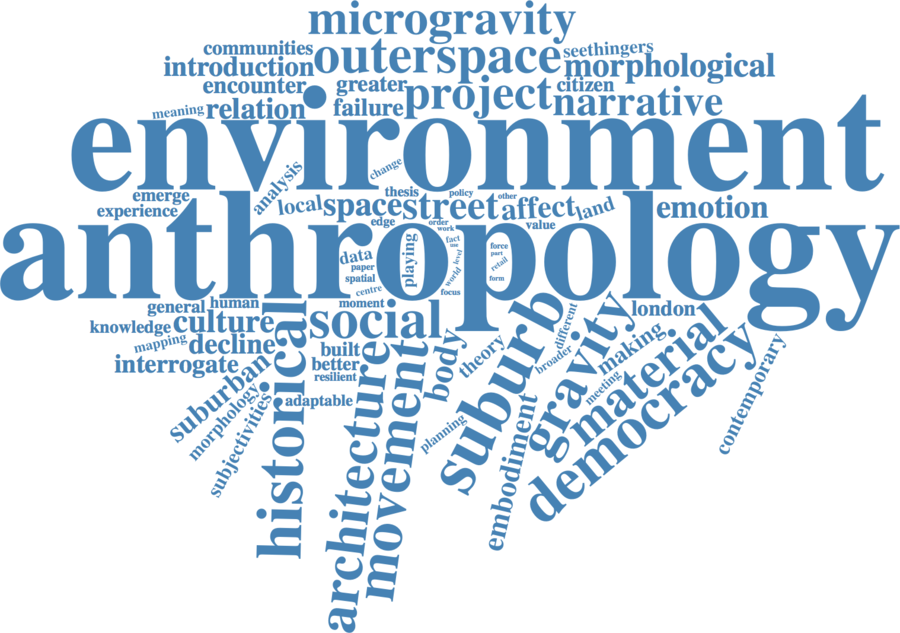 microgravity
communities outerspace seethingers
introduction morphological
encounter greater project citizen
meaning relation failure narrative
environment
analysis change
emerge thesis policy other
experience local space street affect land emotion
edge order work value
anthropology
data playing fact force
paper use part
spatial world level retail
centre focus form
general human moment london
knowledge culture social
mapping decline built body theory different
interrogate better broader making
resilient meeting
suburban historical adaptable suburb gravity material
morphology architecture movement planning democracy contemporary
subjectivities embodiment